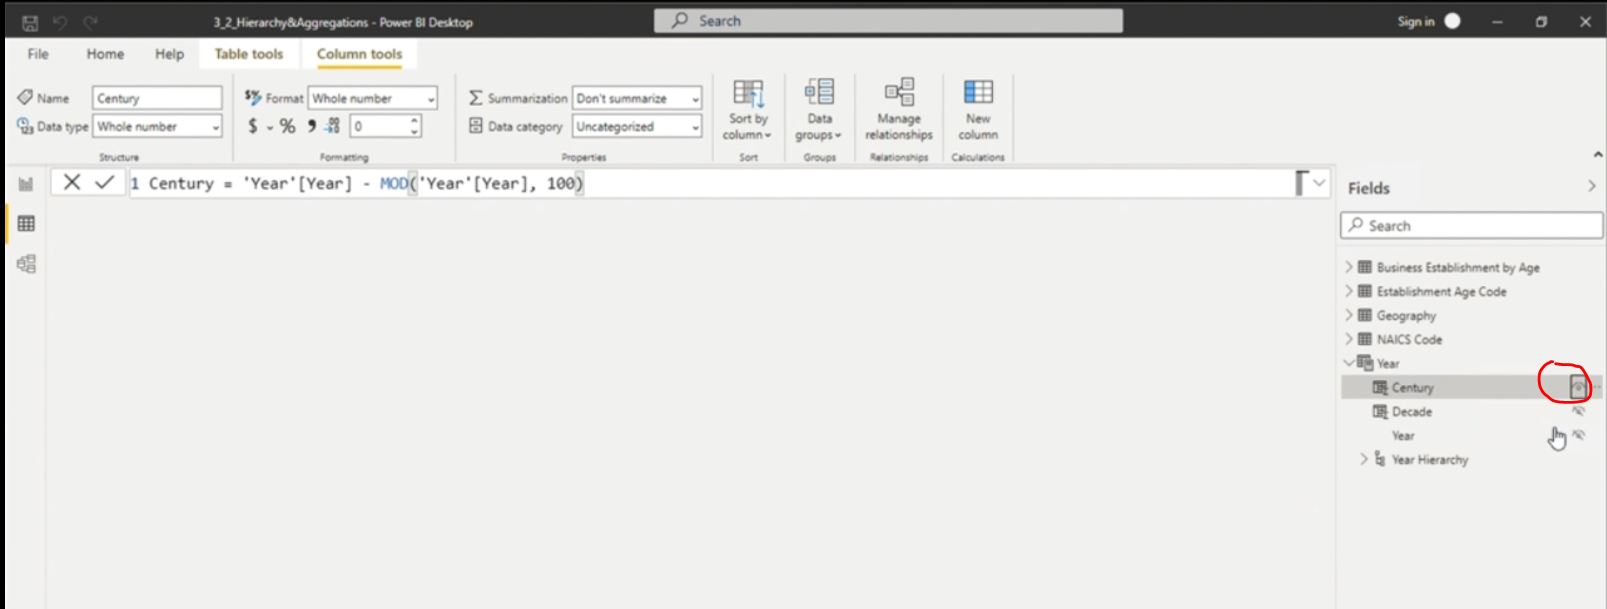 3_2_Hierarchy&Aggregations - Power BI Desktop
Search
Sign in
File
Home
Help
Table tools
Column tools
Name
Century
Data type
Whole number
Structure
$% Format
Whole number
$
%
,
.00
0
Formatting
Σ Summarization
Don't summarize
Data category
Uncategorized
Properties
Sort by
column
Sort
Data
groups
Groups
Manage
relationships
Relationships
New
column
Calculations
1 Century = 'Year'[Year] - MOD('Year'[Year], 100)
Fields
Search
Business Establishment by Age
Establishment Age Code
Geography
NAICS Code
Year
Century
Decade
Year
Year Hierarchy